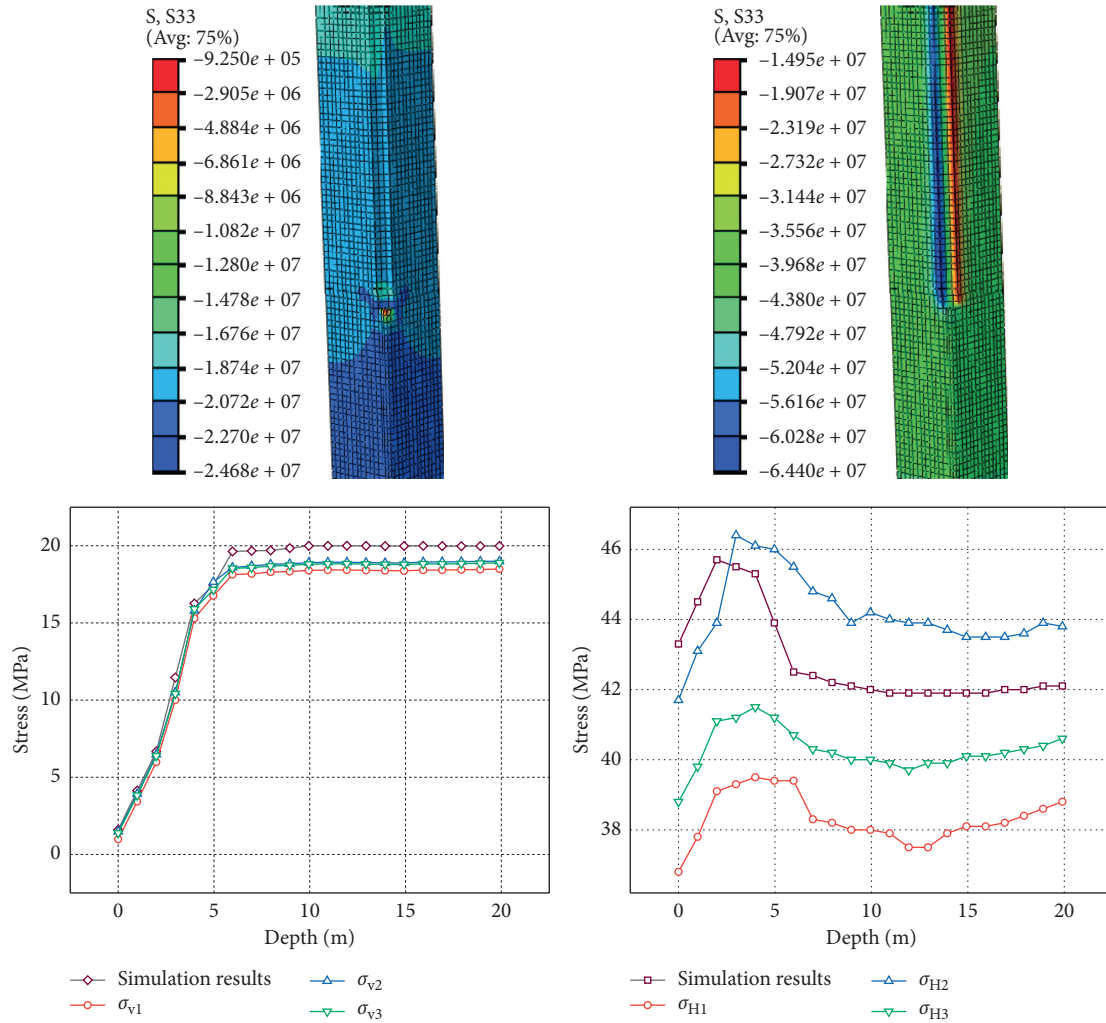 S, S33
(Avg: 75%)
−9.250e + 05
−2.905e + 06
−4.884e + 06
−6.861e + 06
−8.843e + 06
−1.082e + 07
−1.280e + 07
−1.478e + 07
−1.676e + 07
−1.874e + 07
−2.072e + 07
−2.270e + 07
−2.468e + 07
S, S33
(Avg: 75%)
−1.495e + 07
−1.907e + 07
−2.319e + 07
−2.732e + 07
−3.144e + 07
−3.556e + 07
−3.968e + 07
−4.380e + 07
−4.792e + 07
−5.204e + 07
−5.616e + 07
−6.028e + 07
−6.440e + 07
Stress (MPa)
20
15
10
5
0
0 5 10 15 20
Depth (m)
Simulation results
σv1
σv2
σv3
Stress (MPa)
46
44
42
40
38
0 5 10 15 20
Depth (m)
Simulation results
σH1
σH2
σH3